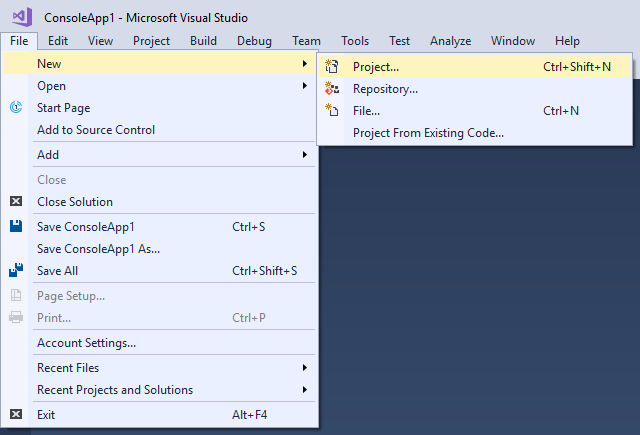 ConsoleApp1 - Microsoft Visual Studio
File Edit View Project Build Debug Team Tools Test Analyze Window Help
New
Project... Ctrl+Shift+N
Open
Repository...
Start Page
File... Ctrl+N
Add to Source Control
Project From Existing Code...
Add
Close
Close Solution
Save ConsoleApp1 Ctrl+S
Save ConsoleApp1 As...
Save All Ctrl+Shift+S
Page Setup...
Print... Ctrl+P
Account Settings...
Recent Files
Recent Projects and Solutions
Exit Alt+F4